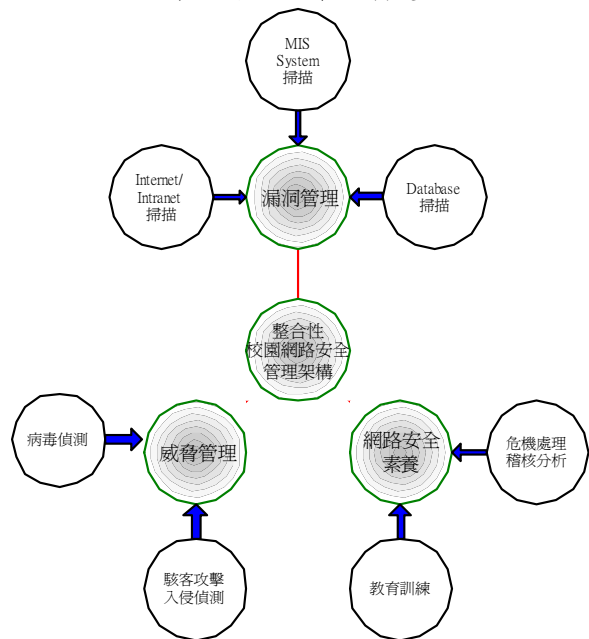 MIS
System
掃描
Internet/
Intranet
掃描
漏洞管理
Database
掃描
整合性
校園網路安全
管理架構
病毒偵測
威脅管理
網路安全
素養
危機處理
稽核分析
駭客攻擊
入侵偵測
教育訓練